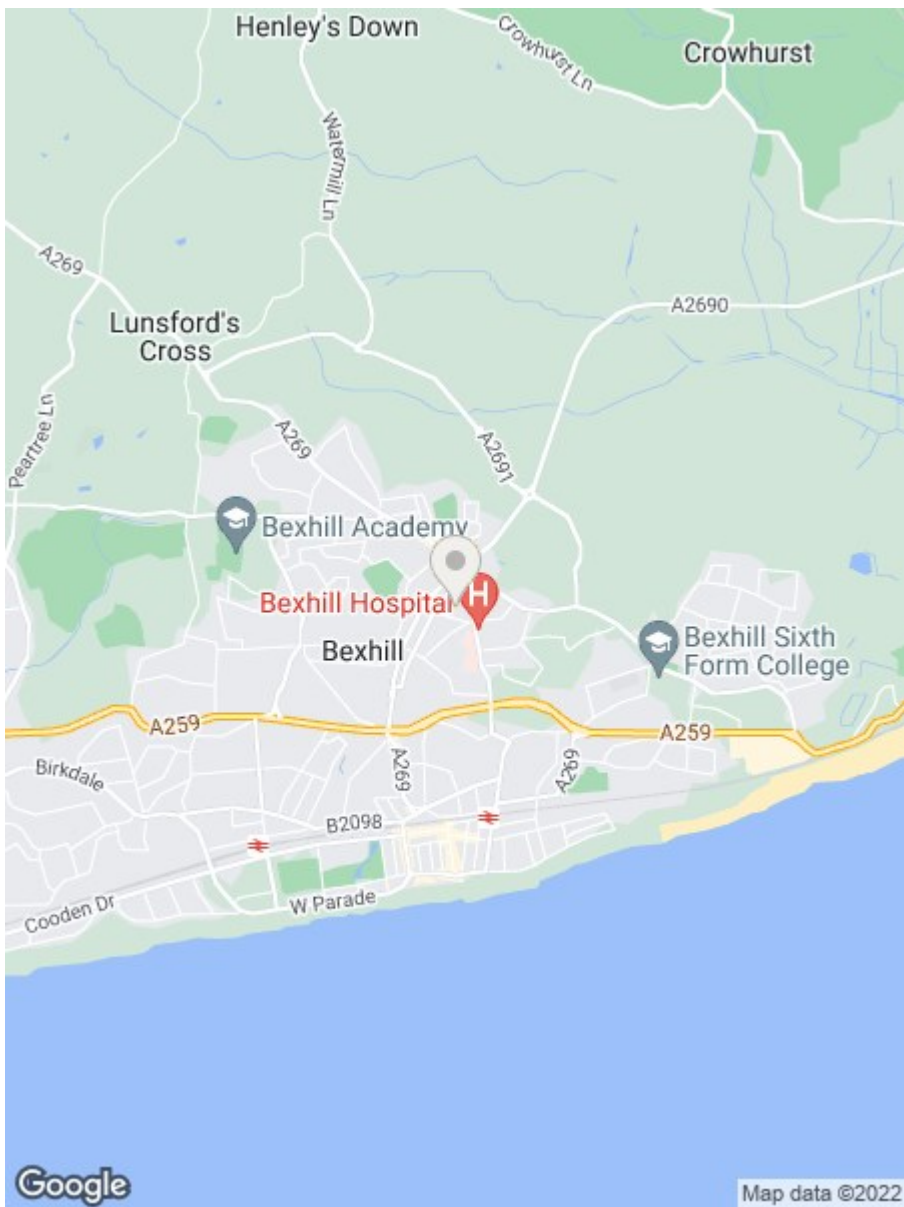 Henley's Down
Crowhurst Ln
Crowhurst
Watermill Ln
A269
A2690
Lunsford's
Cross
Peartree Ln
A269
A2691
Bexhill Academy
H
Bexhill Hospital
Bexhill
Bexhill Sixth
Form College
A259
A259
Birkdale
A269
A269
B2098
W Parade
Cooden Dr
Google
Map data ©2022